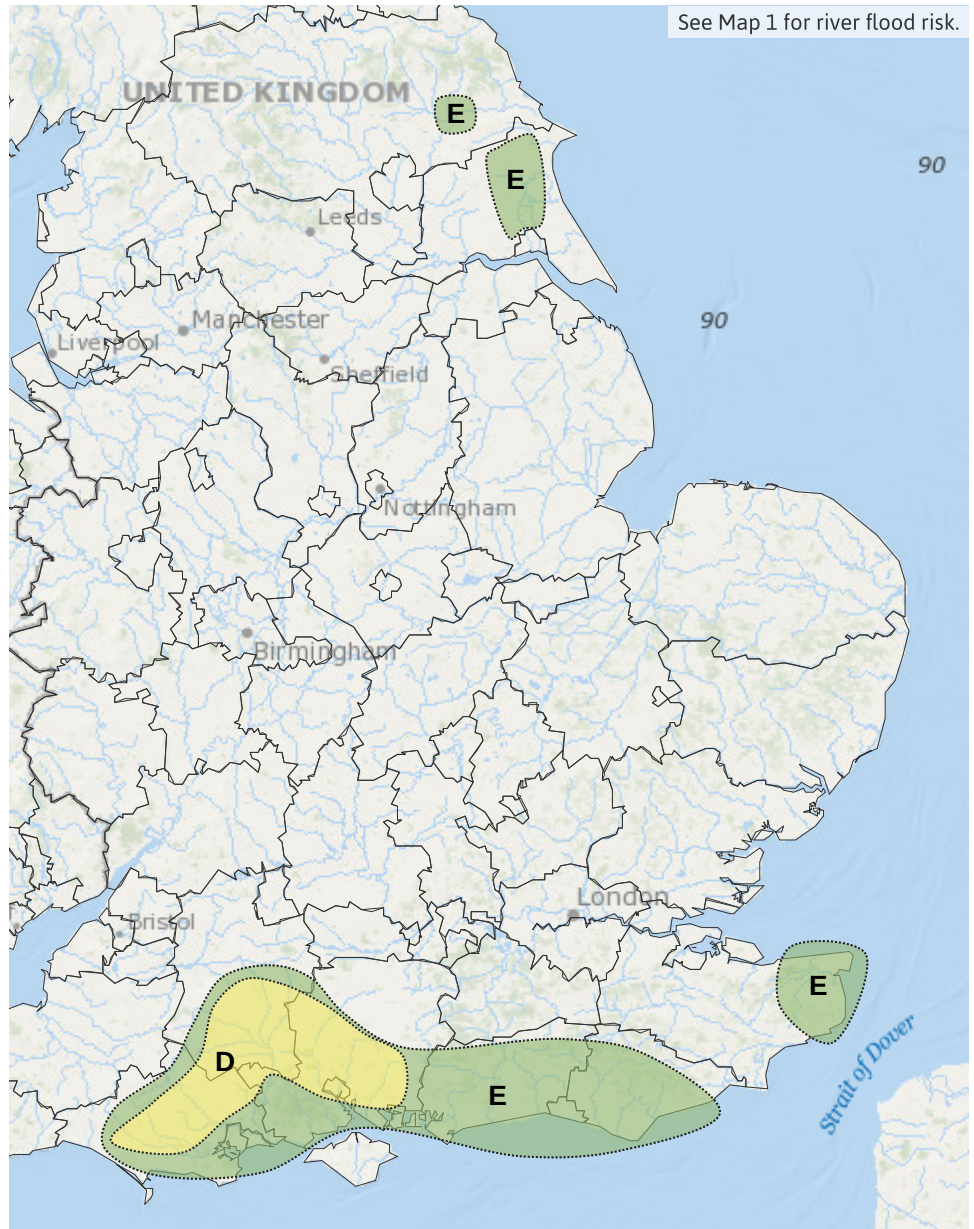 See Map 1 for river flood risk.
UNITED KINGDOM
E
90
E
Leeds
90
Manchester
Liverpool
Sheffield
Nottingham
Birmingham
London
Bristol
E
Strait of Dover
D
E